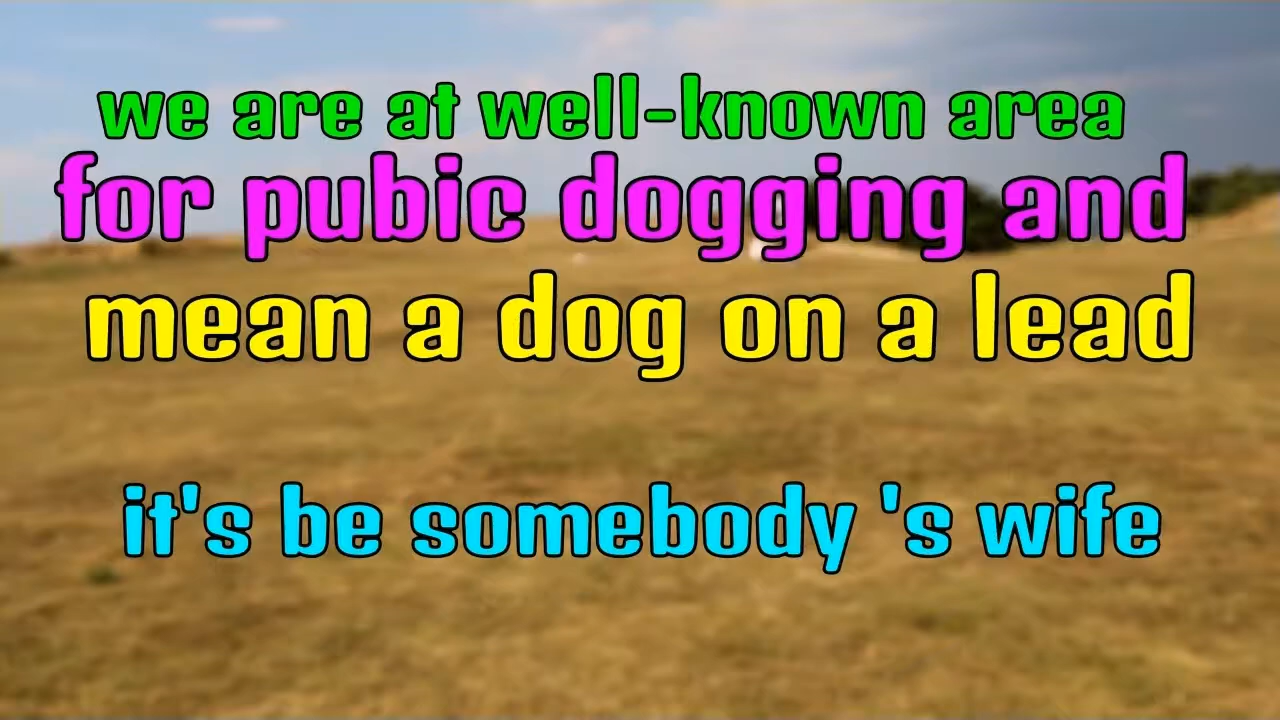 we are at well-known area
for pubic dogging and
mean a dog on a lead
it's be somebody 's wife